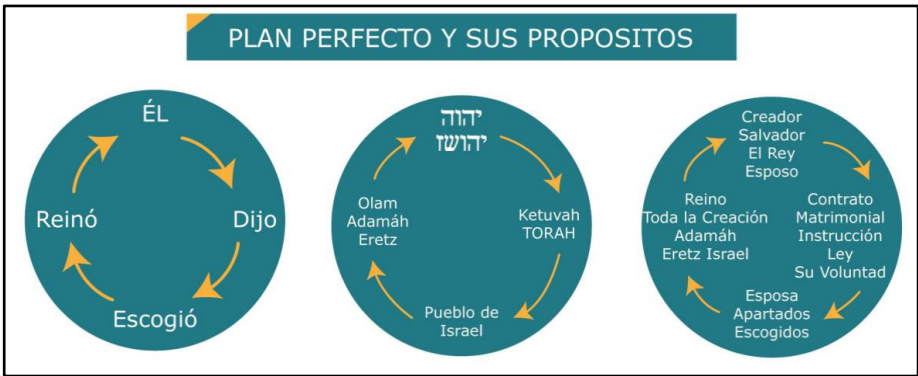 PLAN PERFECTO Y SUS PROPOSITOS
ÉL
Dijo
Escogió
Reinó
יהוה
יהושז
Ketuvah
TORAH
Pueblo de
Israel
Olam
Adamáh
Eretz
Creador
Salvador
El Rey
Esposo
Contrato
Matrimonial
Instrucción
Ley
Su Voluntad
Esposa
Apartados
Escogidos
Reino
Toda la Creación
Adamáh
Eretz Israel